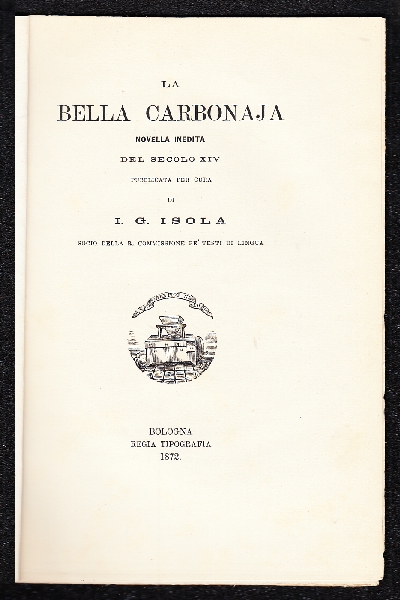 LA
BELLA CARBONAJA
NOVELLA INEDITA
DEL SECOLO XIV
PUBBLICATA PER CURA
DI
I. G. ISOLA
SOCIO DELLA R. COMMISSIONE PE' TESTI DI LINGUA
BOLOGNA
REGIA TIPOGRAFIA
1872.